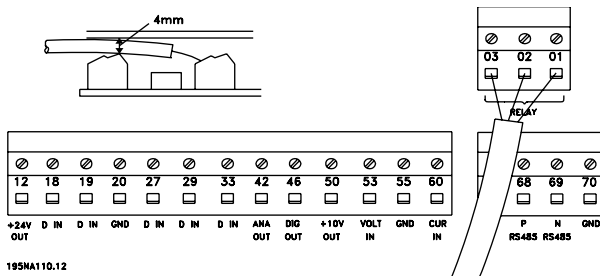 4mm
03 02 01
RELAY
12 18 19 20 27 29 33 42 46 50 53 55 60 68 69 70
+24V OUT D IN D IN GND D IN D IN D IN ANA OUT DIG OUT +10V OUT VOLT IN GND CUR IN P RS485 N RS485 GND
195NA110.12